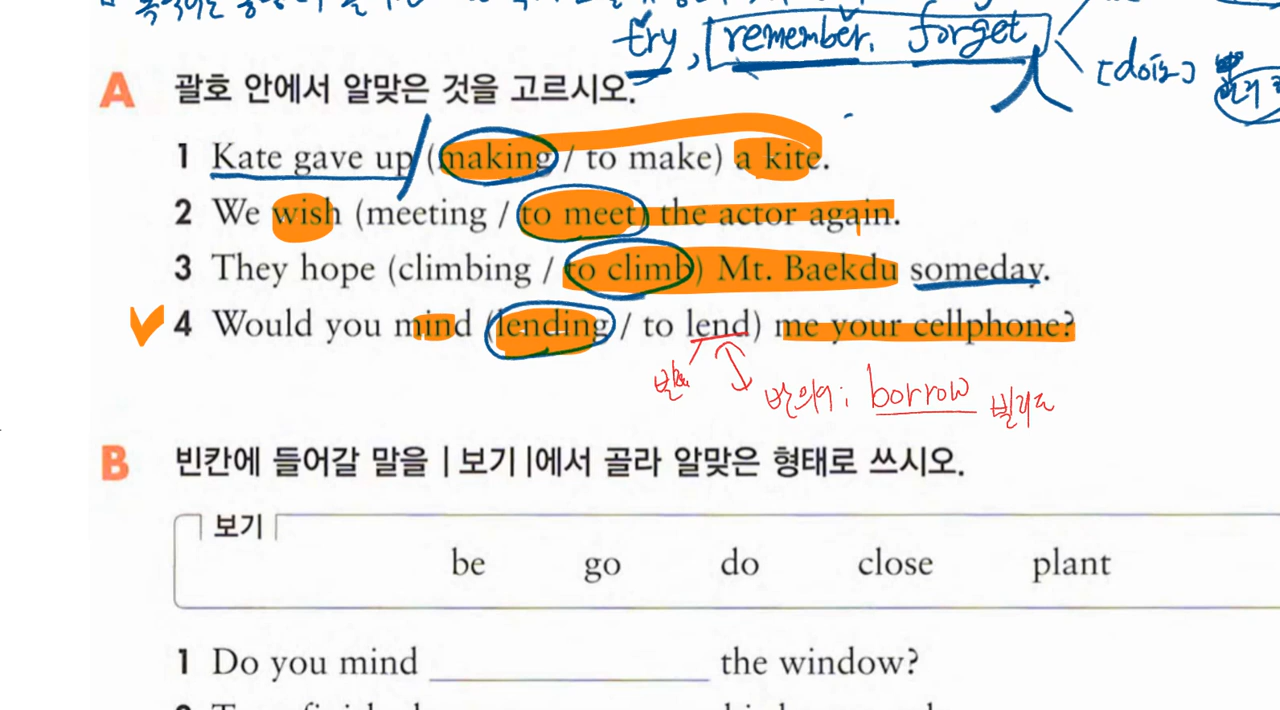 try, remember. forget
[doing]
A 괄호 안에서 알맞은 것을 고르시오.
1 Kate gave up (making / to make) a kite.
2 We wish (meeting / to meet) the actor again.
3 They hope (climbing / to climb) Mt. Baekdu someday.
4 Would you mind (lending / to lend) me your cellphone?
반의어: borrow 빌리다
B 빈칸에 들어갈 말을 |보기|에서 골라 알맞은 형태로 쓰시오.
보기
be go do close plant
1 Do you mind ____________ the window?